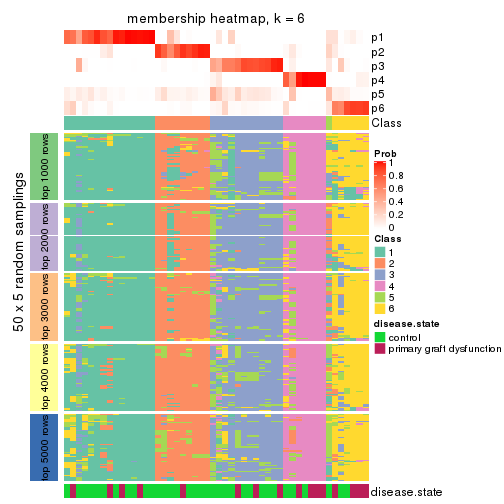 membership heatmap, k = 6
p1
p2
p3
p4
p5
p6
Class
50 x 5 random samplings
top 1000 rows
top 2000 rows
top 3000 rows
top 4000 rows
top 5000 rows
Prob
1
0.8
0.6
0.4
0.2
0
Class
1
2
3
4
5
6
disease.state
control
primary graft dysfunction
disease.state